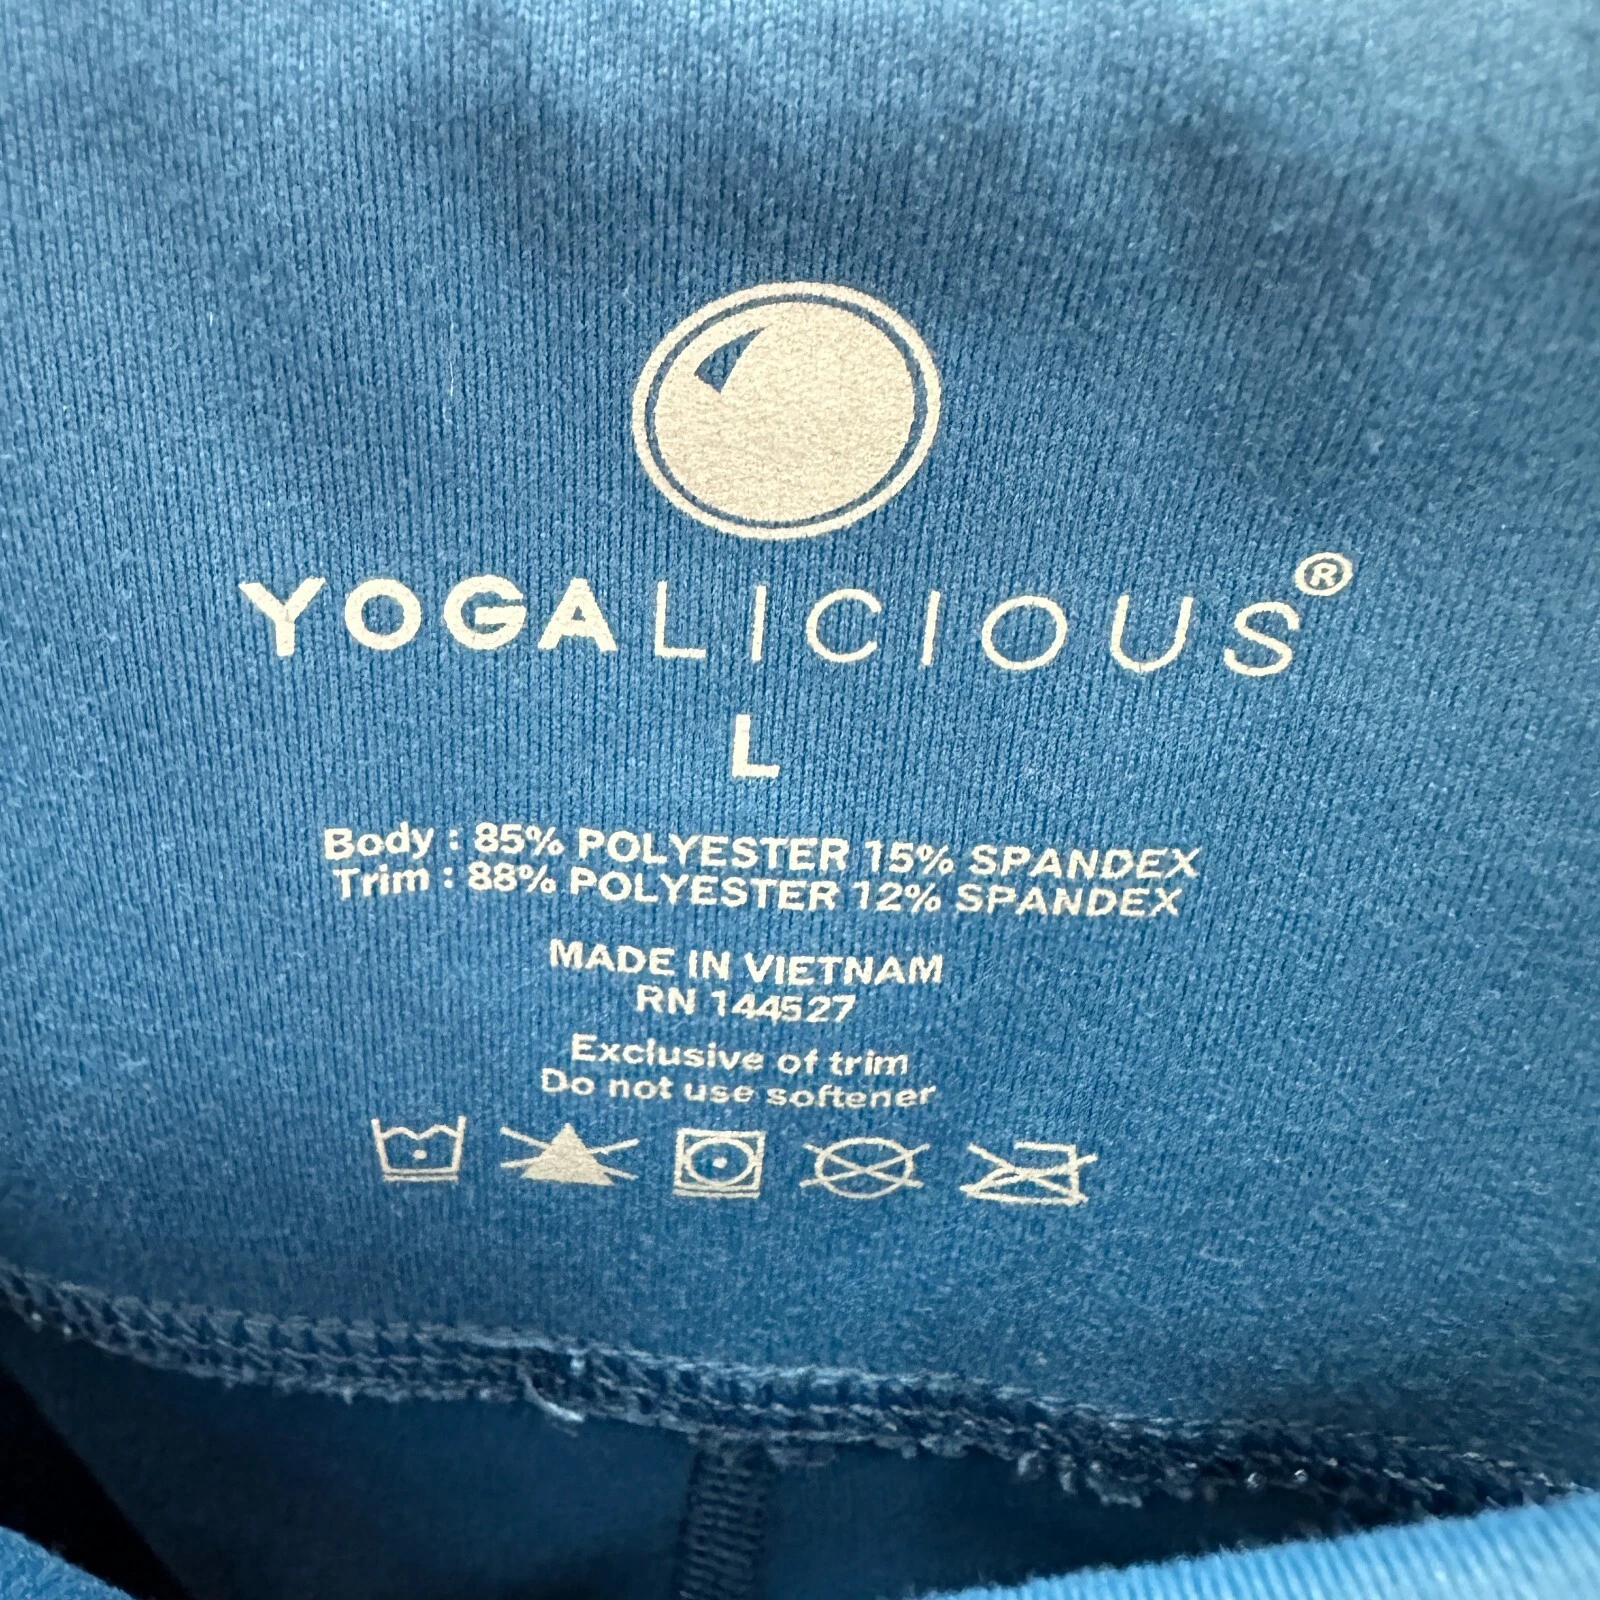 YOGALICIOUS®
L
Body : 85% POLYESTER 15% SPANDEX
Trim : 88% POLYESTER 12% SPANDEX
MADE IN VIETNAM
RN 144527
Exclusive of trim
Do not use softener